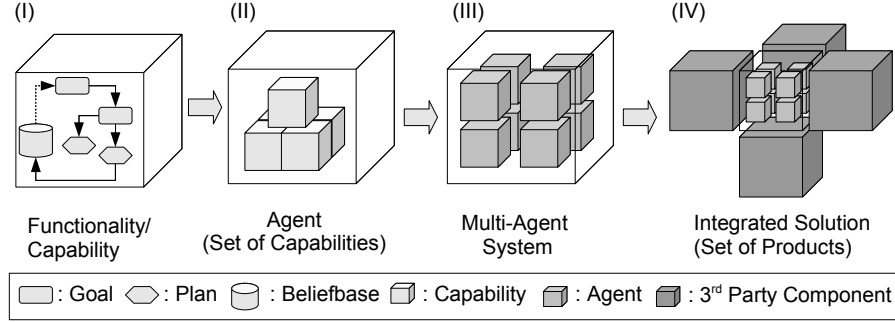 (I)
(II)
(III)
(IV)
Functionality/
Capability
Agent
(Set of Capabilities)
Multi-Agent
System
Integrated Solution
(Set of Products)
: Goal : Plan : Beliefbase : Capability : Agent : 3rd Party Component